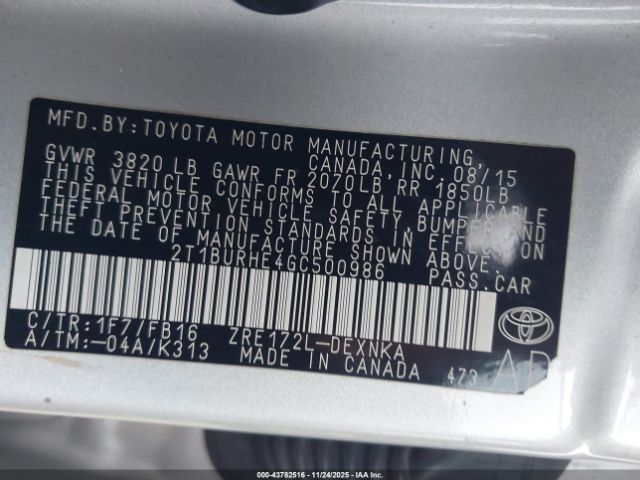 MFD.BY:TOYOTA MOTOR MANUFACTURING,
CANADA,INC.08/15
GVWR 3820 LB GAWR FR 2070LB RR 1850LB
THIS VEHICLE CONFORMS TO ALL APPLICABLE
FEDERAL MOTOR VEHICLE SAFETY,BUMPER,AND
THEFT PREVENTION STANDARDS IN EFFECT ON
THE DATE OF MANUFACTURE SHOWN ABOVE.
2T1BURHE4GC500986 PASS.CAR
C/TR:1F7/FB16 ZRE172L-DEXNKA
A/TM:-04A/K313 MADE IN CANADA 473
000-43782516 - 11/24/2025 - IAAI.COM